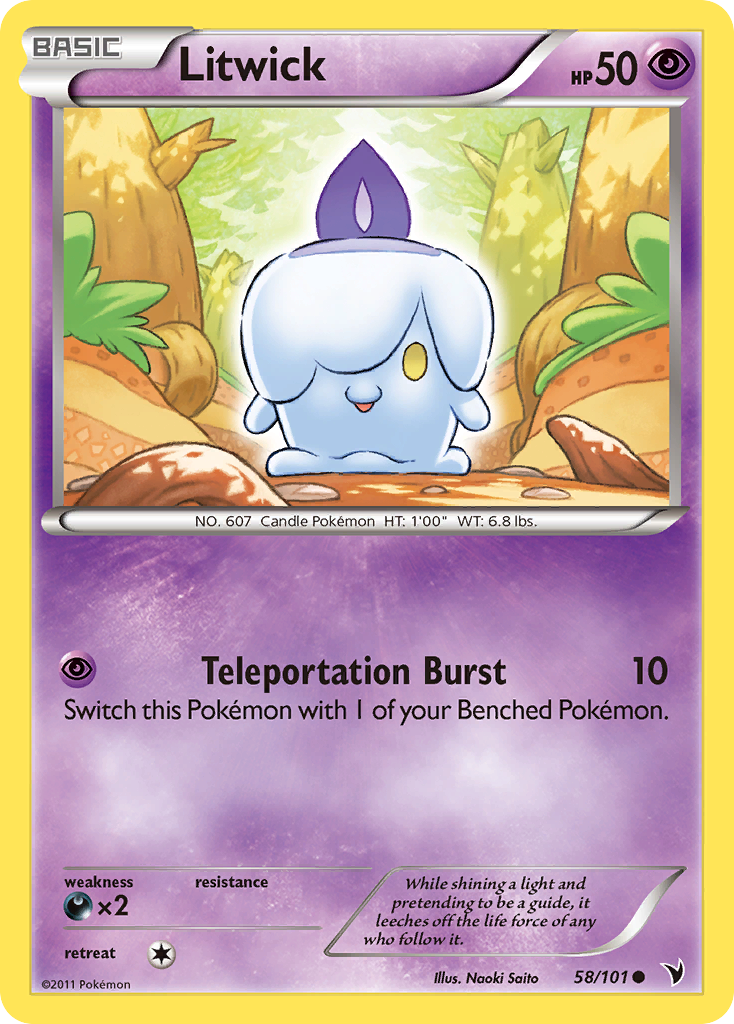 BASIC
Litwick
HP 50
NO. 607 Candle Pokémon HT: 1'00" WT: 6.8 lbs.
Teleportation Burst 10
Switch this Pokémon with 1 of your Benched Pokémon.
weakness resistance
×2
retreat
While shining a light and
pretending to be a guide, it
leeches off the life force of any
who follow it.
©2011 Pokémon
Illus. Naoki Saito
58/101